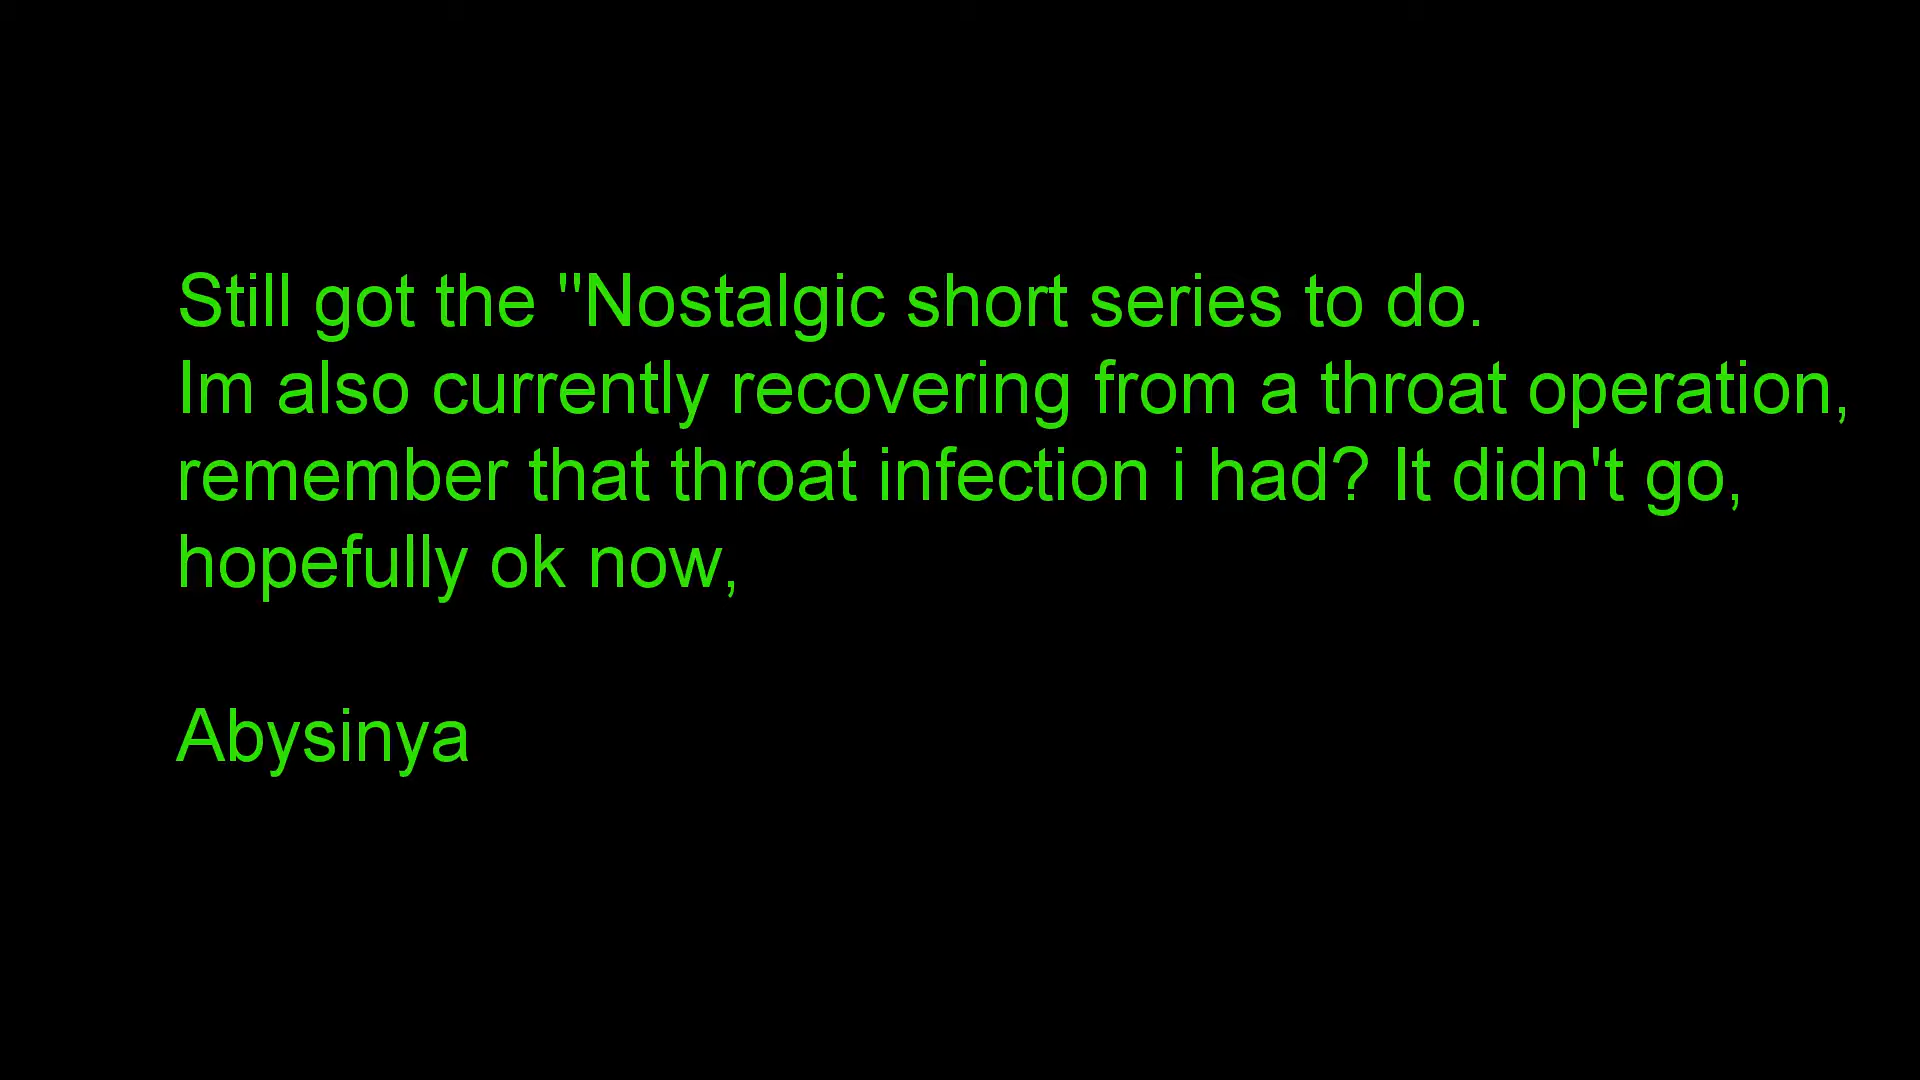 Still got the "Nostalgic short series to do.
Im also currently recovering from a throat operation,
remember that throat infection i had? It didn't go,
hopefully ok now,
Abysinya